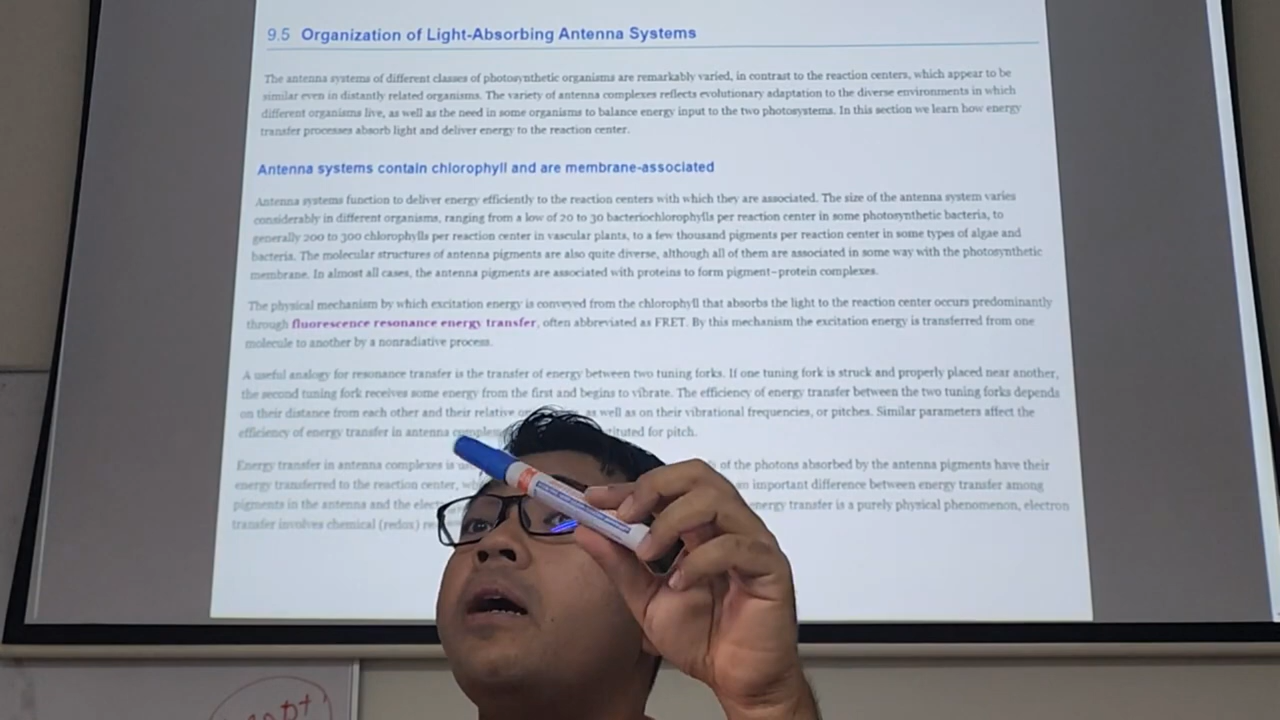 9.5 Organization of Light-Absorbing Antenna Systems
The antenna systems of different classes of photosynthetic organisms are remarkably varied, in contrast to the reaction centers, which appear to be
similar even in distantly related organisms. The variety of antenna complexes reflects evolutionary adaptation to the diverse environments in which
different organisms live, as well as the need in some organisms to balance energy input to the two photosystems. In this section we learn how energy
transfer processes absorb light and deliver energy to the reaction center.
Antenna systems contain chlorophyll and are membrane-associated
Antenna systems function to deliver energy efficiently to the reaction centers with which they are associated. The size of the antenna system varies
considerably in different organisms, ranging from a low of 20 to 30 bacteriochlorophylls per reaction center in some photosynthetic bacteria, to
generally 200 to 300 chlorophylls per reaction center in vascular plants, to a few thousand pigments per reaction center in some types of algae and
bacteria. The molecular structures of antenna pigments are also quite diverse, although all of them are associated in some way with the photosynthetic
membrane. In almost all cases, the antenna pigments are associated with proteins to form pigment–protein complexes.
The physical mechanism by which excitation energy is conveyed from the chlorophyll that absorbs the light to the reaction center occurs predominantly
through fluorescence resonance energy transfer, often abbreviated as FRET. By this mechanism the excitation energy is transferred from one
molecule to another by a nonradiative process.
A useful analogy for resonance transfer is the transfer of energy between two tuning forks. If one tuning fork is struck and properly placed near another,
the second tuning fork receives some energy from the first and begins to vibrate. The efficiency of energy transfer between the two tuning forks depends
on their distance from each other and their relative as well as on their vibrational frequencies, or pitches. Similar parameters affect the
efficiency of energy transfer in antenna for pitch.
Energy transfer in antenna complexes is of the photons absorbed by the antenna pigments have their
energy transferred to the reaction center, an important difference between energy transfer among
pigments in the antenna and the energy transfer is a purely physical phenomenon, electron
transfer involves chemical (redox)